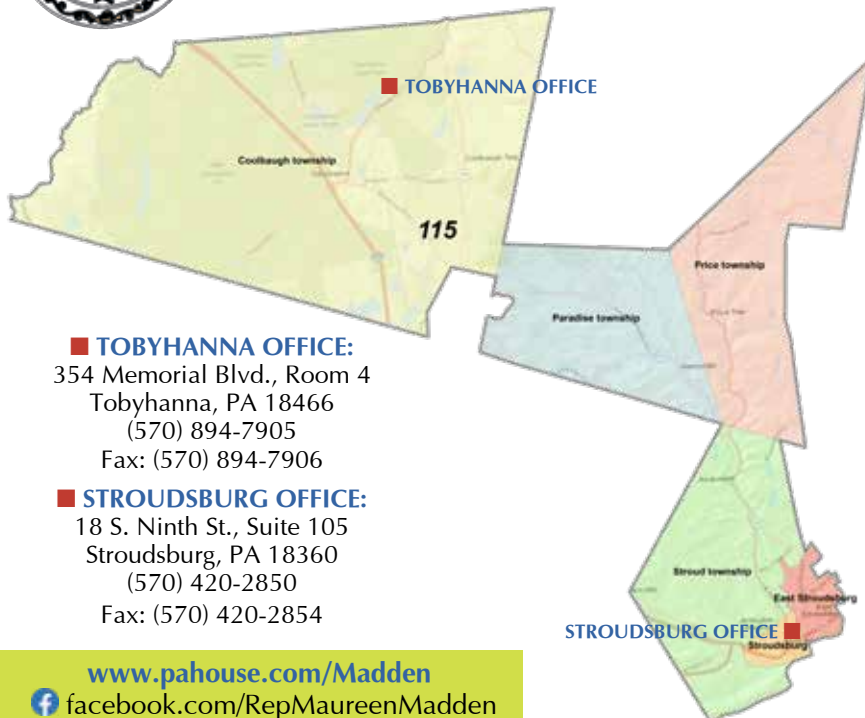 TOBYHANNA OFFICE
Coolbaugh township
115
Price township
Paradise township
TOBYHANNA OFFICE:
354 Memorial Blvd., Room 4
Tobyhanna, PA 18466
(570) 894-7905
Fax: (570) 894-7906
STROUDSBURG OFFICE:
18 S. Ninth St., Suite 105
Stroudsburg, PA 18360
(570) 420-2850
Fax: (570) 420-2854
Stroud township
East Stroudsburg
STROUDSBURG OFFICE
Stroudsburg
www.pahouse.com/Madden
facebook.com/RepMaureenMadden